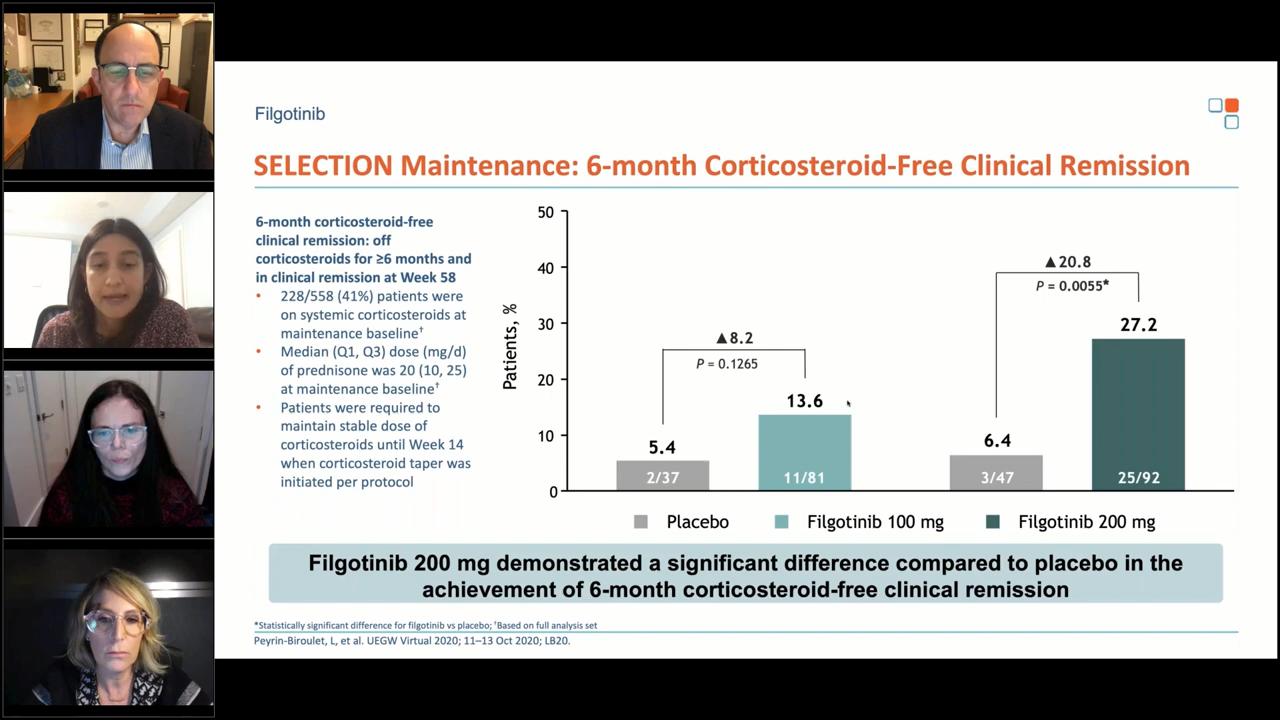 Filgotinib
SELECTION Maintenance: 6-month Corticosteroid-Free Clinical Remission
6-month corticosteroid-free
clinical remission: off
corticosteroids for ≥6 months and
in clinical remission at Week 58
• 228/558 (41%) patients were
on systemic corticosteroids at
maintenance baseline†
• Median (Q1, Q3) dose (mg/d)
of prednisone was 20 (10, 25)
at maintenance baseline†
• Patients were required to
maintain stable dose of
corticosteroids until Week 14
when corticosteroid taper was
initiated per protocol
Patients, %
50
40
30
20
10
0
▲8.2
P = 0.1265
5.4
2/37
13.6
11/81
▲20.8
P = 0.0055*
6.4
3/47
27.2
25/92
Placebo
Filgotinib 100 mg
Filgotinib 200 mg
Filgotinib 200 mg demonstrated a significant difference compared to placebo in the
achievement of 6-month corticosteroid-free clinical remission
*Statistically significant difference for filgotinib vs placebo; †Based on full analysis set
Peyrin-Biroulet, L, et al. UEGW Virtual 2020; 11–13 Oct 2020; LB20.